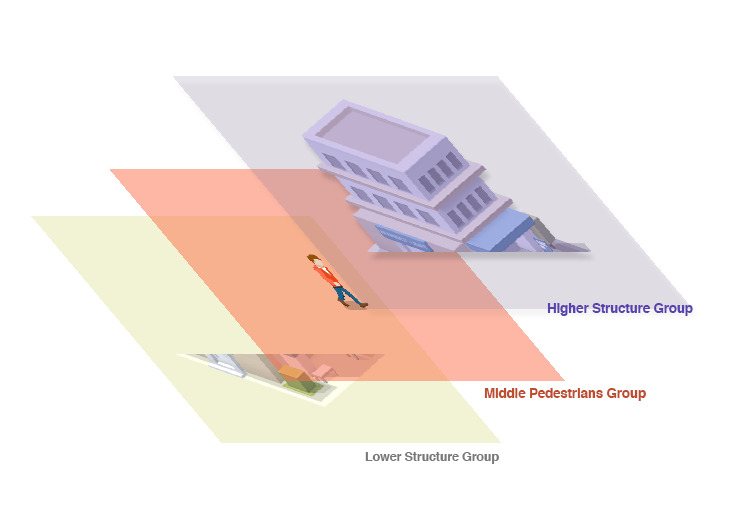 Higher Structure Group
Middle Pedestrians Group
Lower Structure Group